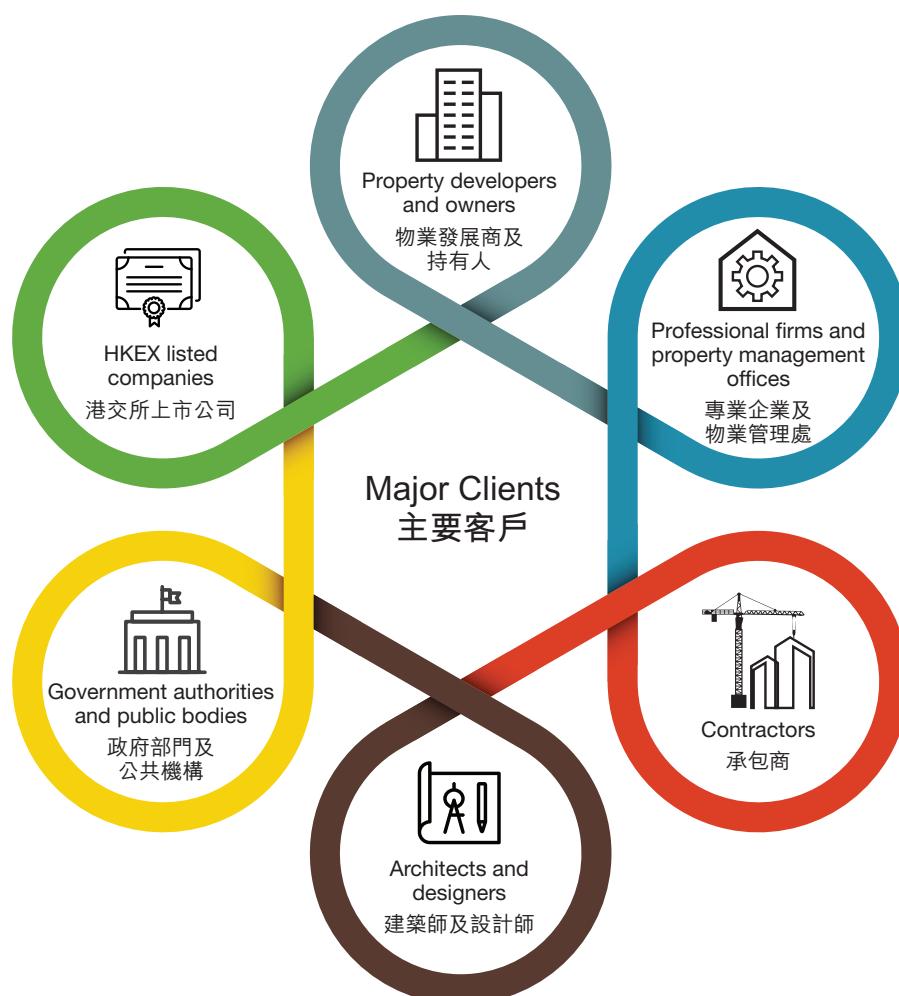 Property developers
and owners
物業發展商及
持有人
HKEX listed
companies
港交所上市公司
Professional firms and
property management
offices
專業企業及
物業管理處
Major Clients
主要客戶
Government authorities
and public bodies
政府部門及
公共機構
Contractors
承包商
Architects and
designers
建築師及設計師